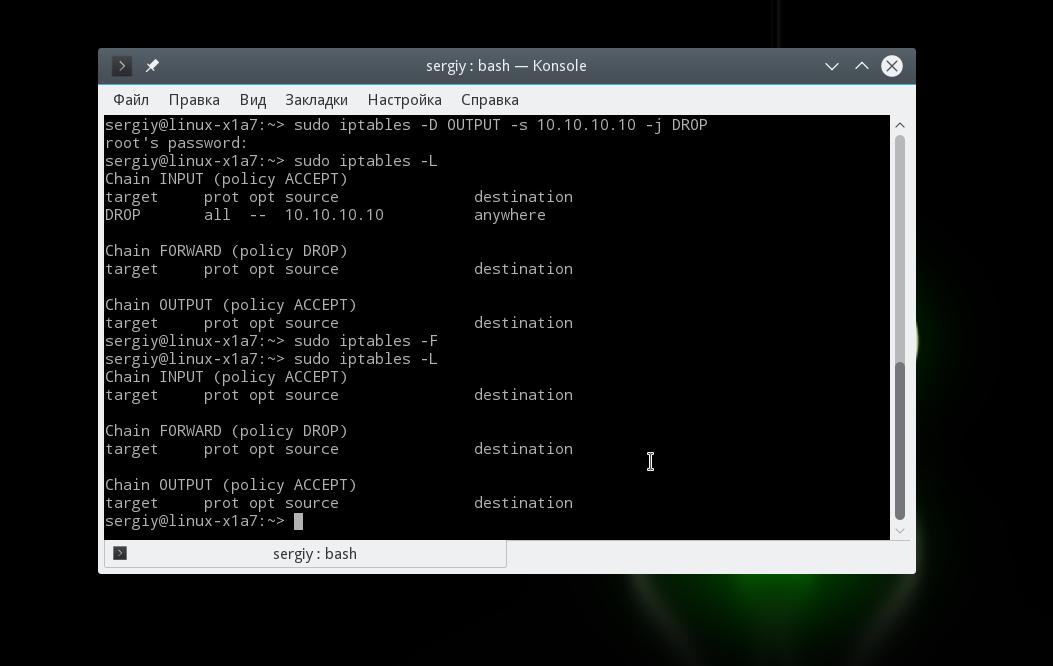 sergiy : bash — Konsole
Файл Правка Вид Закладки Настройка Справка
sergiy@linux-x1a7:~> sudo iptables -D OUTPUT -s 10.10.10.10 -j DROP
root's password:
sergiy@linux-x1a7:~> sudo iptables -L
Chain INPUT (policy ACCEPT)
target     prot opt source               destination
DROP       all  --  10.10.10.10          anywhere

Chain FORWARD (policy DROP)
target     prot opt source               destination

Chain OUTPUT (policy ACCEPT)
target     prot opt source               destination
sergiy@linux-x1a7:~> sudo iptables -F
sergiy@linux-x1a7:~> sudo iptables -L
Chain INPUT (policy ACCEPT)
target     prot opt source               destination

Chain FORWARD (policy DROP)
target     prot opt source               destination

Chain OUTPUT (policy ACCEPT)
target     prot opt source               destination
sergiy@linux-x1a7:~>
sergiy : bash